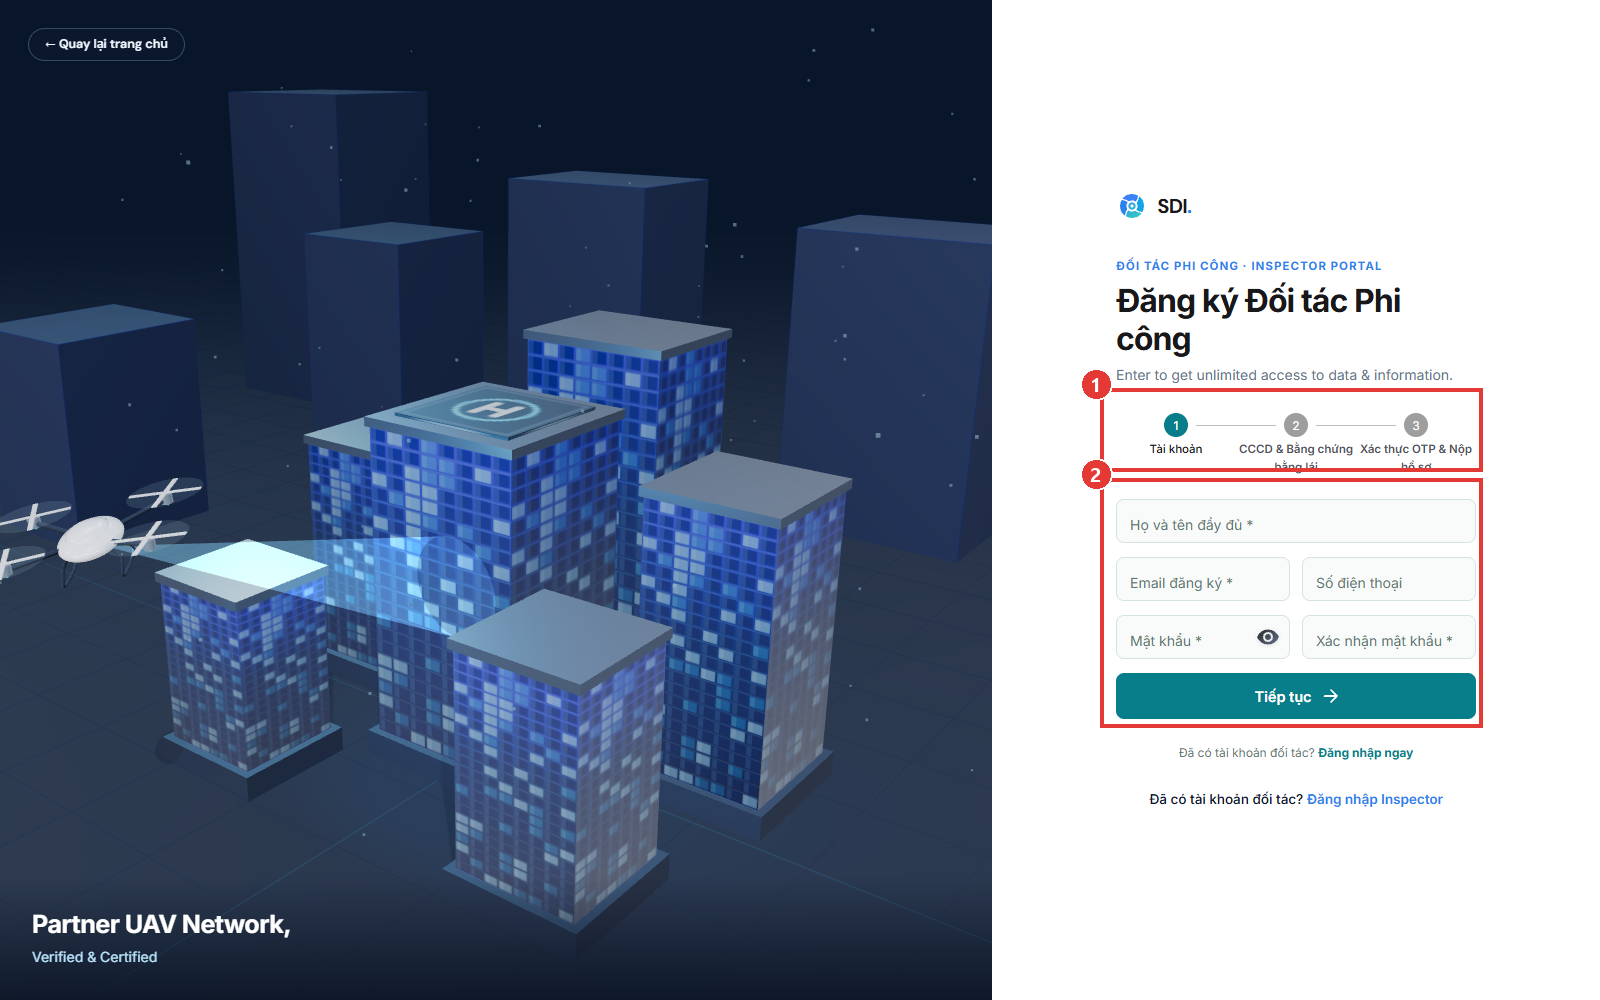 ← Quay lại trang chủ
SDI.
ĐỐI TÁC PHI CÔNG · INSPECTOR PORTAL
Đăng ký Đối tác Phi
công
Enter to get unlimited access to data & information.
1
1 2 3
Tài khoản CCCD & Bằng chứng Xác thực OTP & Nộp
bằng lái hồ sơ
2
Họ và tên đầy đủ *
Email đăng ký * Số điện thoại
Mật khẩu * Xác nhận mật khẩu *
Tiếp tục →
Đã có tài khoản đối tác? Đăng nhập ngay
Đã có tài khoản đối tác? Đăng nhập Inspector
H
Partner UAV Network,
Verified & Certified